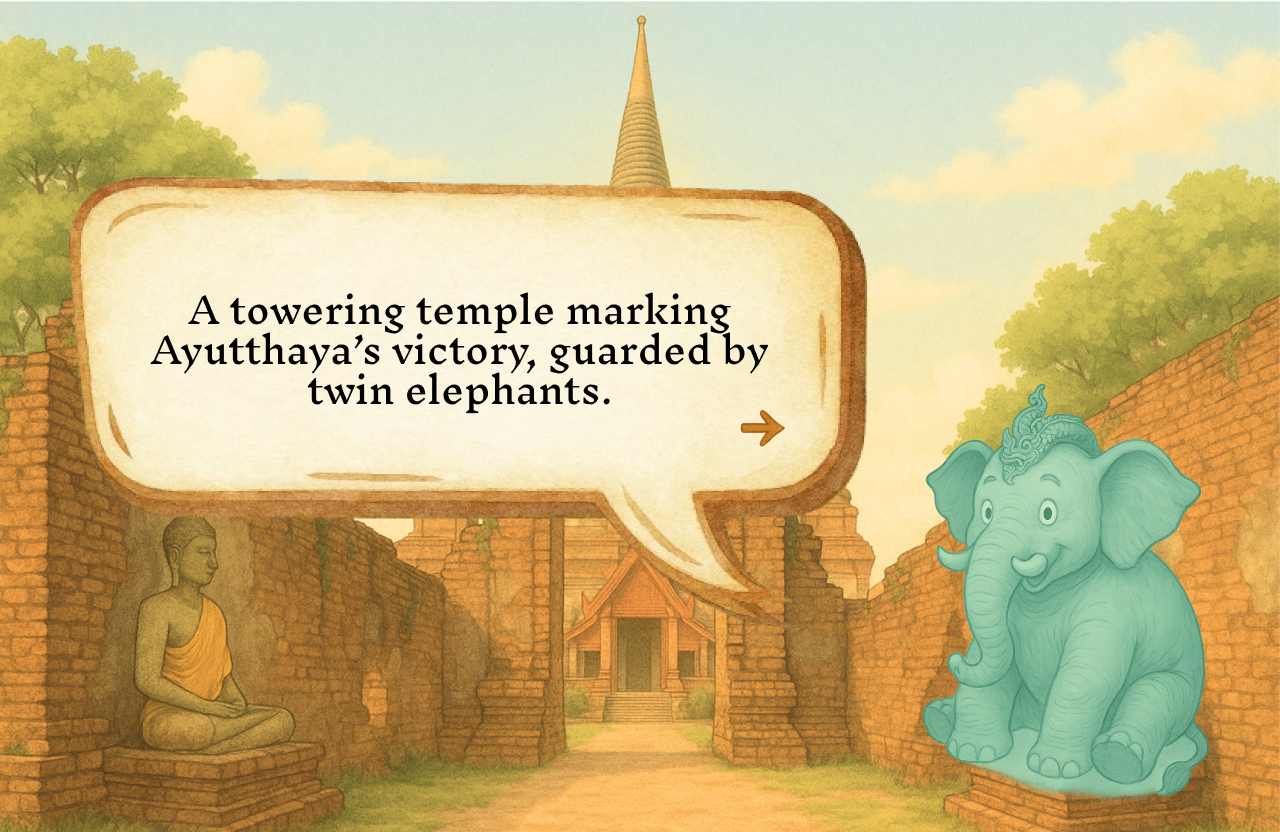 A towering temple marking
Ayutthaya’s victory, guarded by
twin elephants.